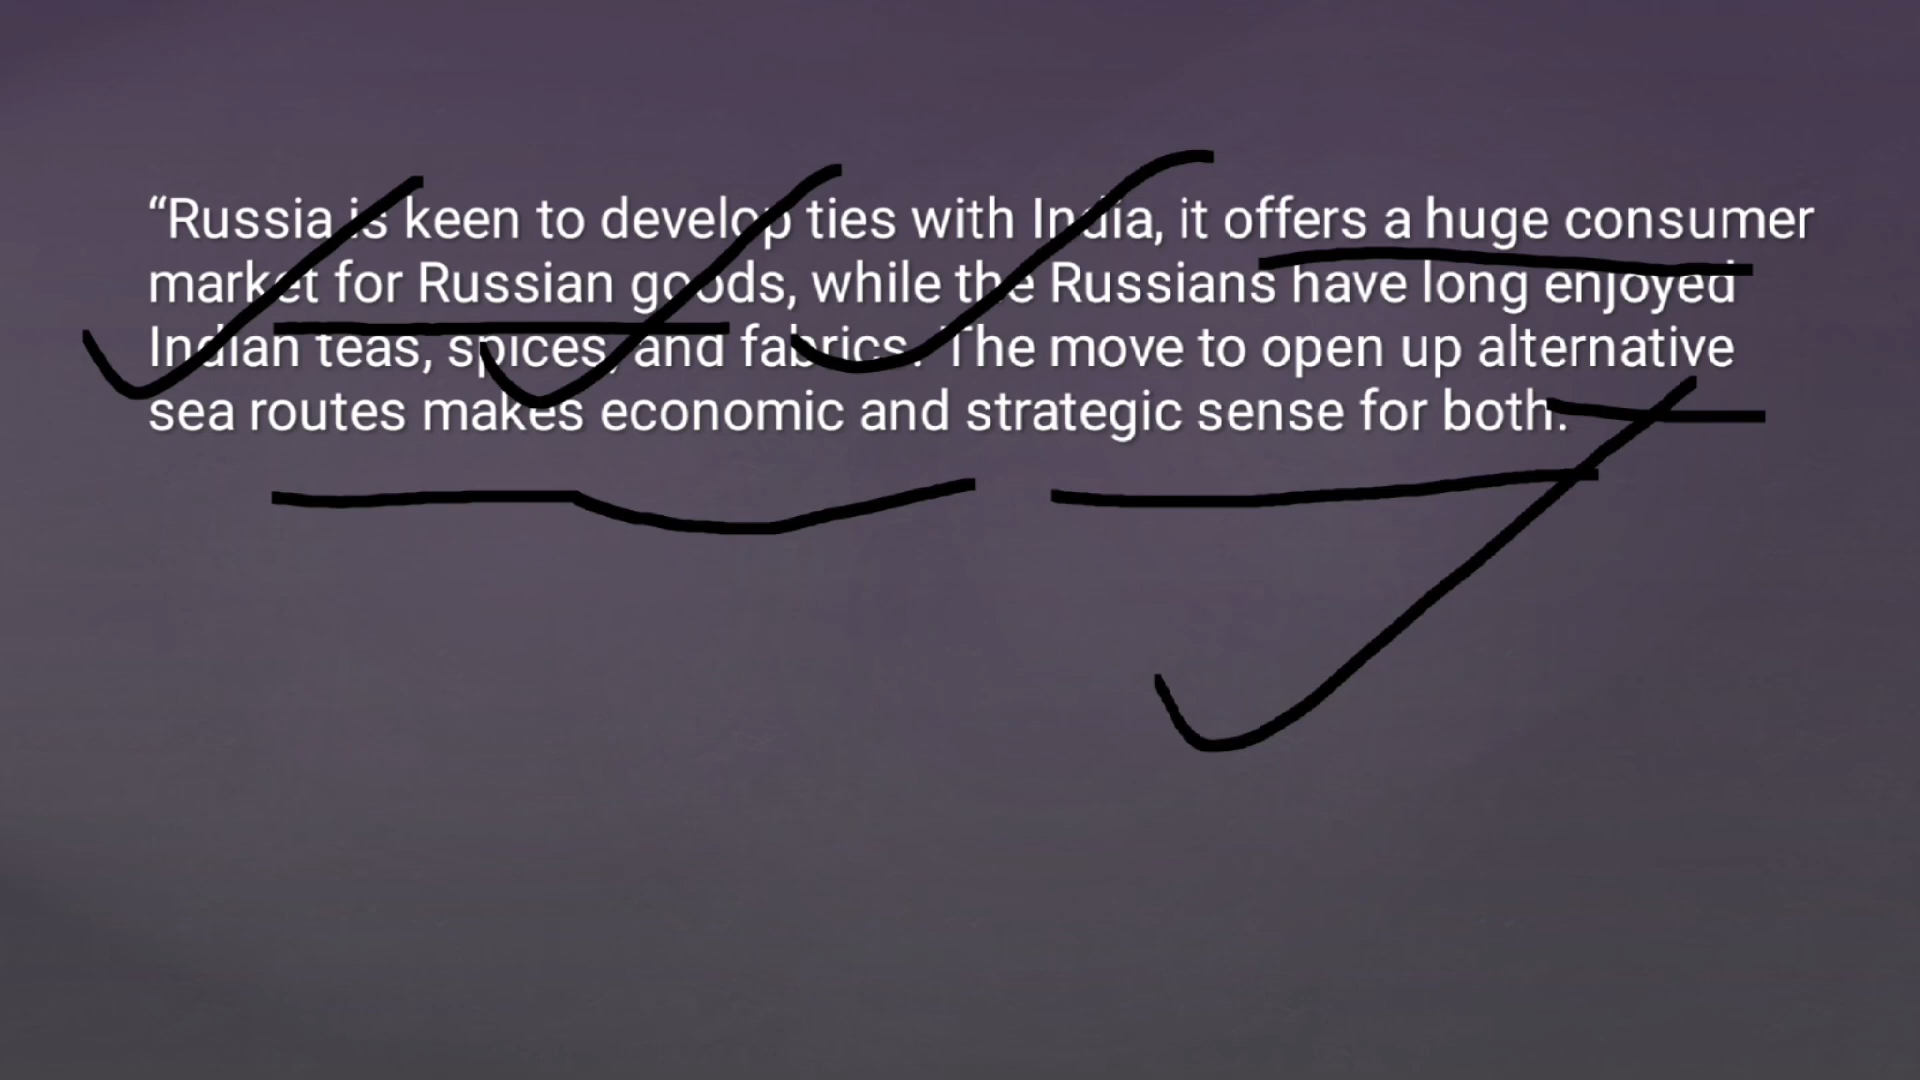 “Russia is keen to develop ties with India, it offers a huge consumer
market for Russian goods, while the Russians have long enjoyed
Indian teas, spices, and fabrics. The move to open up alternative
sea routes makes economic and strategic sense for both.